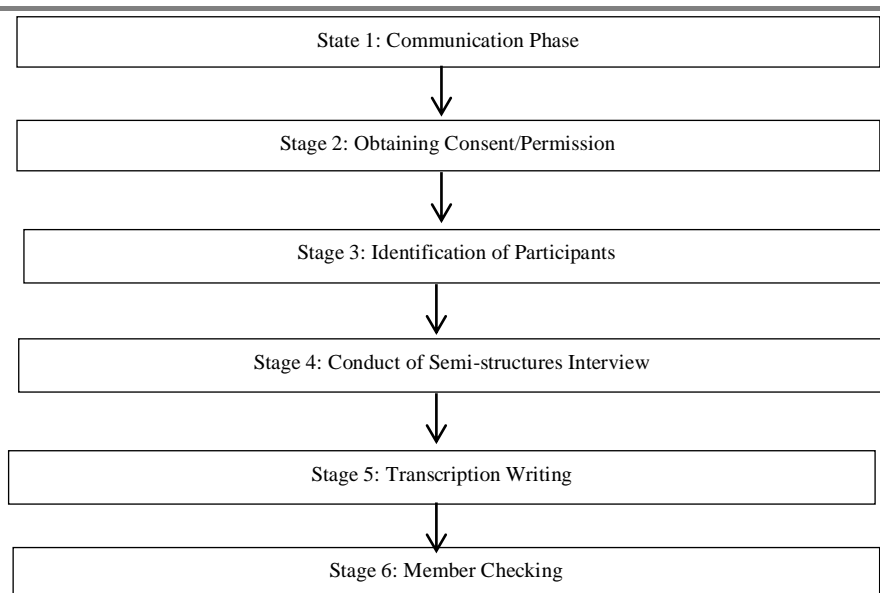 State 1: Communication Phase
Stage 2: Obtaining Consent/Permission
Stage 3: Identification of Participants
Stage 4: Conduct of Semi-structures Interview
Stage 5: Transcription Writing
Stage 6: Member Checking